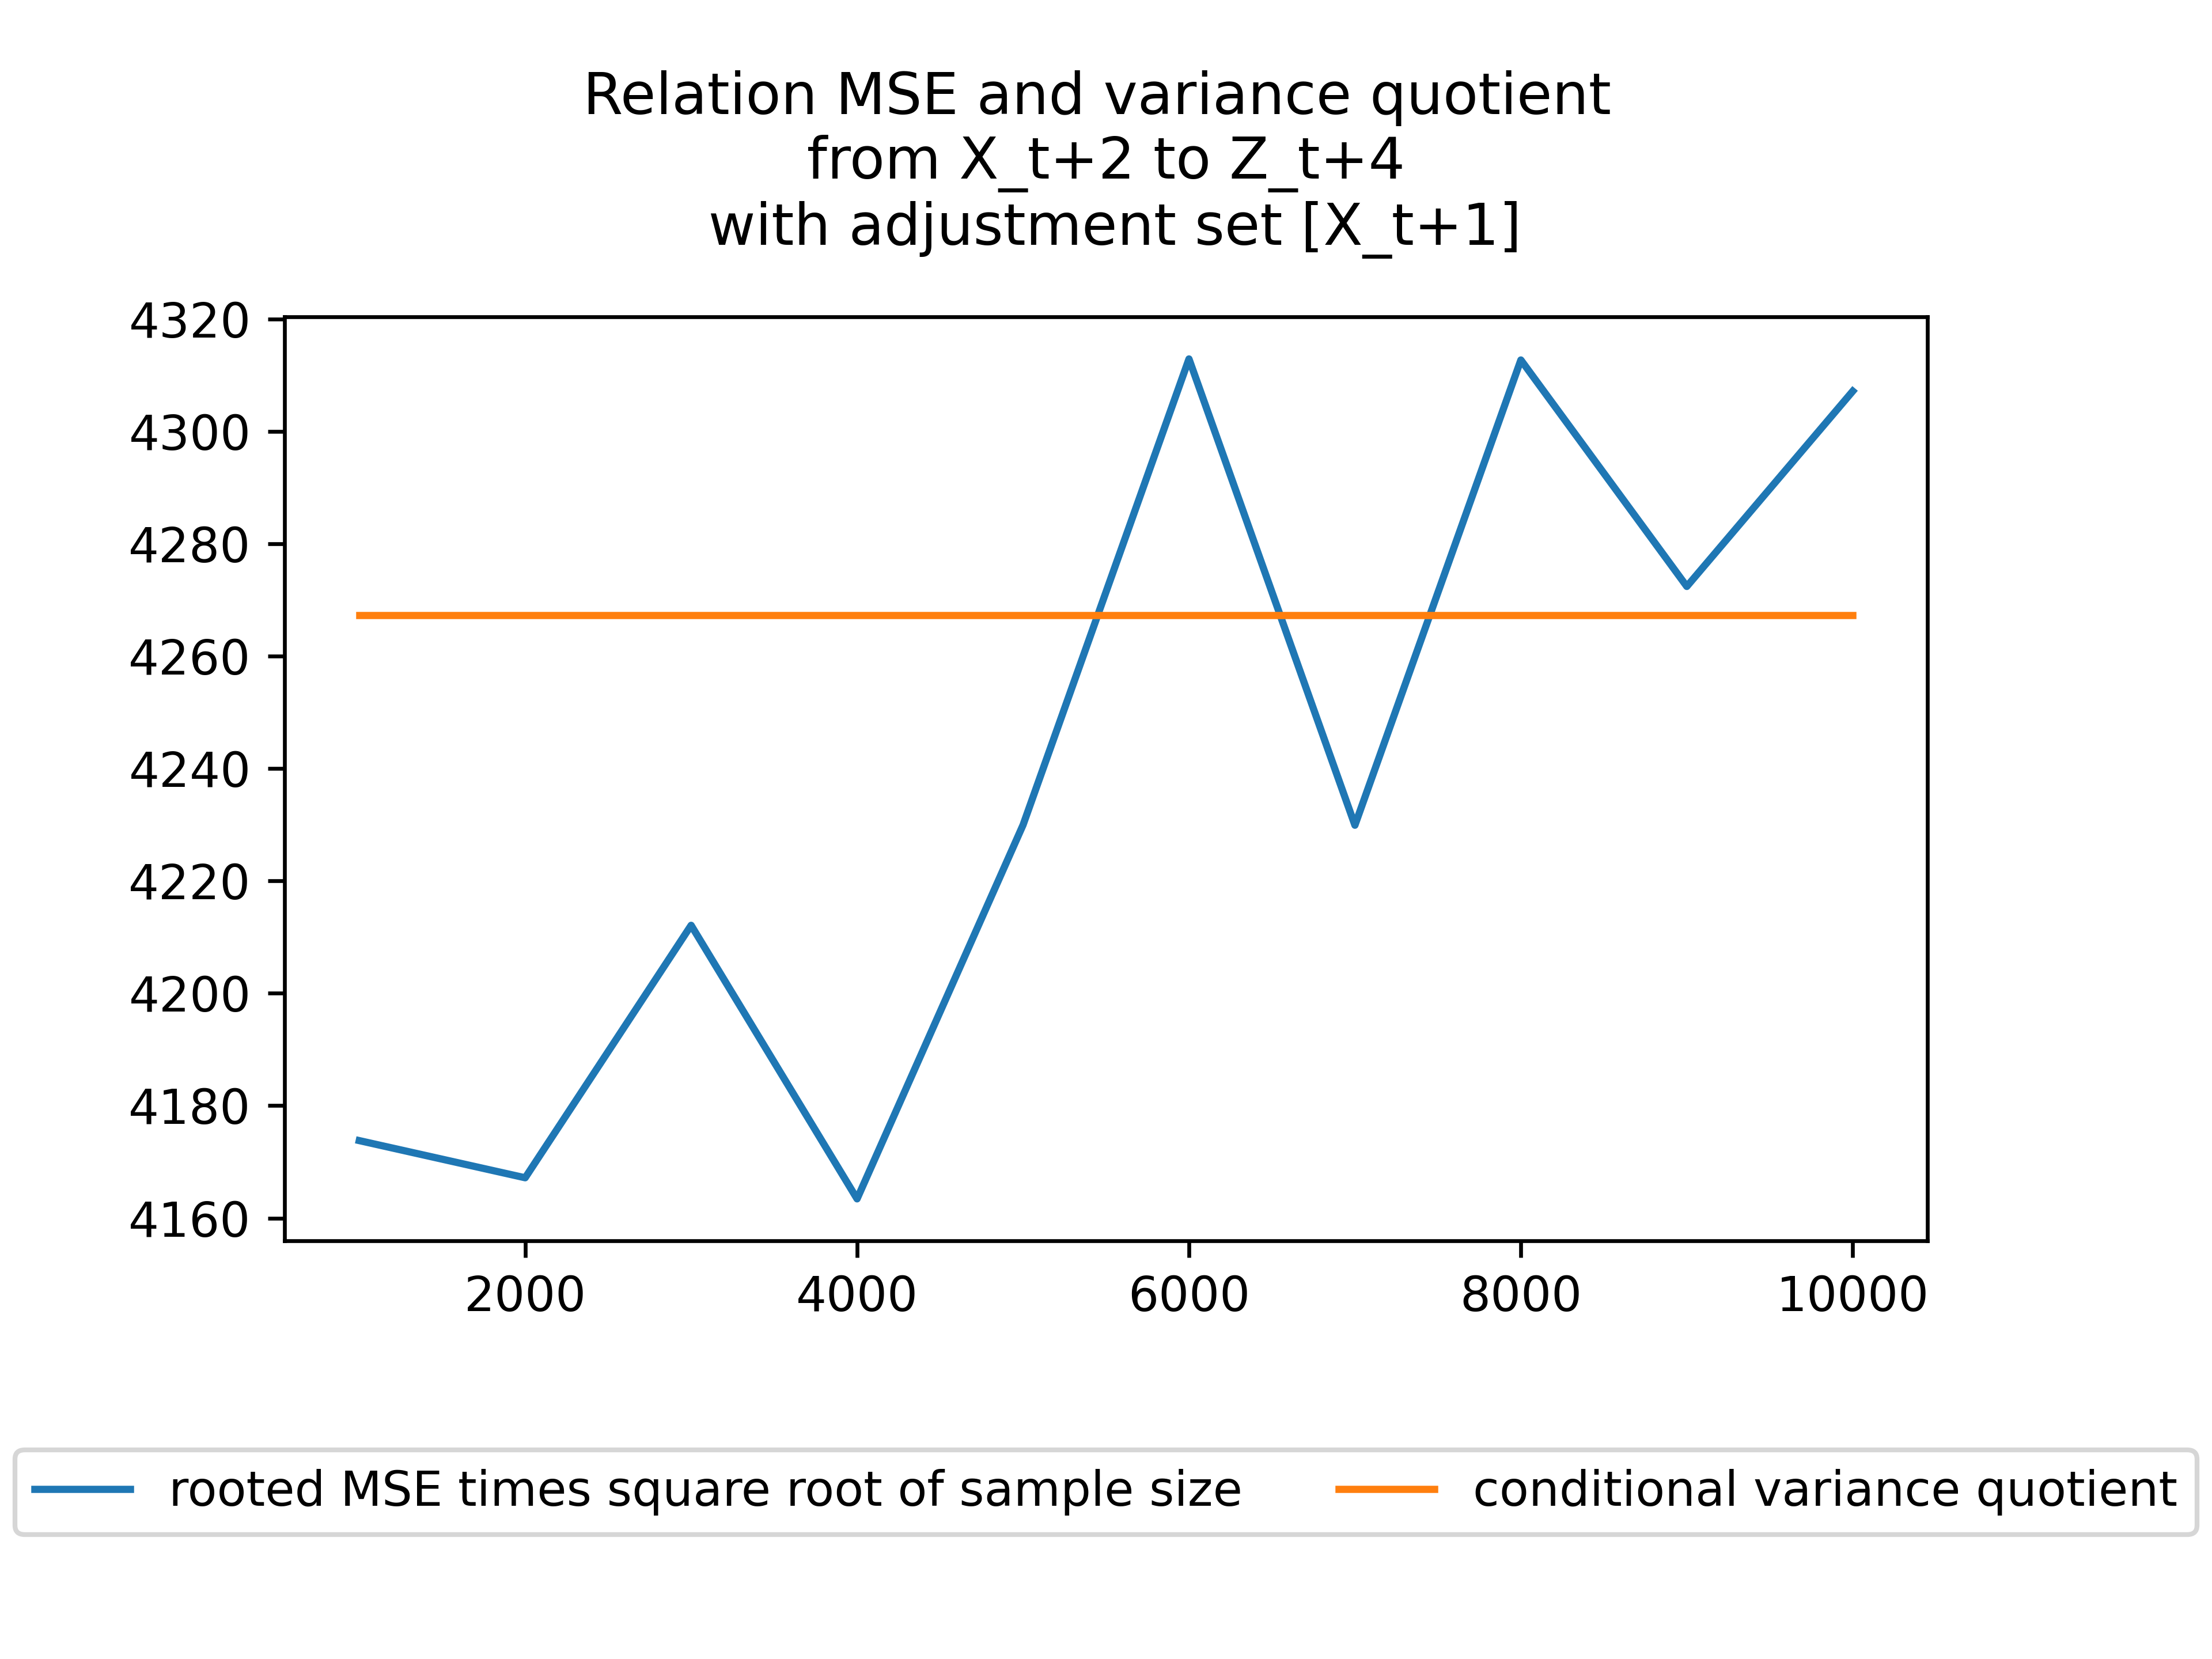 Relation MSE and variance quotient
from X_t+2 to Z_t+4
with adjustment set [X_t+1]
4320
4300
4280
4260
4240
4220
4200
4180
4160
2000 4000 6000 8000 10000
rooted MSE times square root of sample size conditional variance quotient